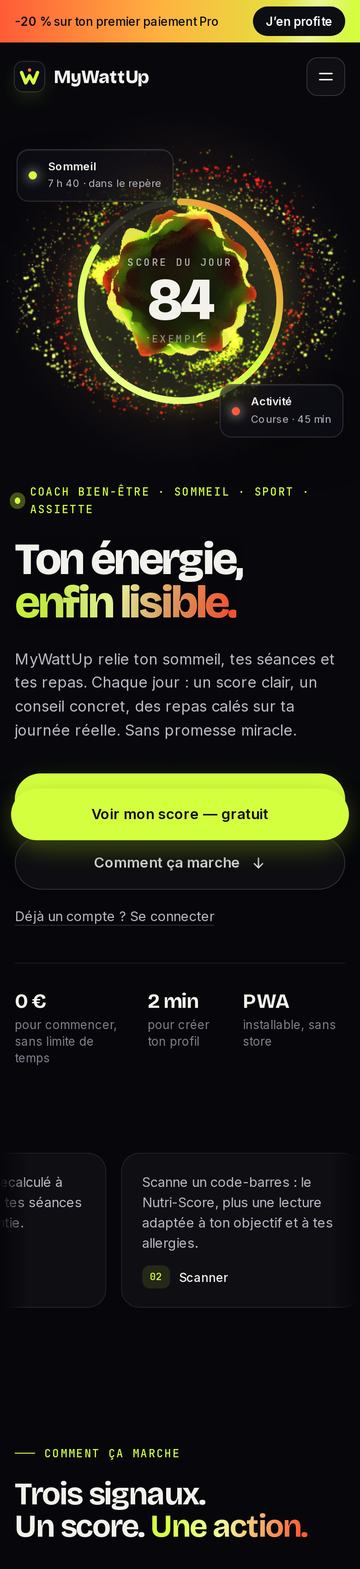 -20 % sur ton premier paiement Pro
J'en profite
MyWattUp
Sommeil
7 h 40 · dans le repère
SCORE DU JOUR
84
EXEMPLE
Activité
Course · 45 min
COACH BIEN-ÊTRE · SOMMEIL · SPORT ·
ASSIETTE
Ton énergie,
enfin lisible.
MyWattUp relie ton sommeil, tes séances et
tes repas. Chaque jour : un score clair, un
conseil concret, des repas calés sur ta
journée réelle. Sans promesse miracle.
Voir mon score — gratuit
Comment ça marche ↓
Déjà un compte ? Se connecter
0 €
pour commencer,
sans limite de
temps
2 min
pour créer
ton profil
PWA
installable, sans
store
ecalculé à
tes séances
ntie.
Scanne un code-barres : le
Nutri-Score, plus une lecture
adaptée à ton objectif et à tes
allergies.
02 Scanner
COMMENT ÇA MARCHE
Trois signaux.
Un score. Une action.